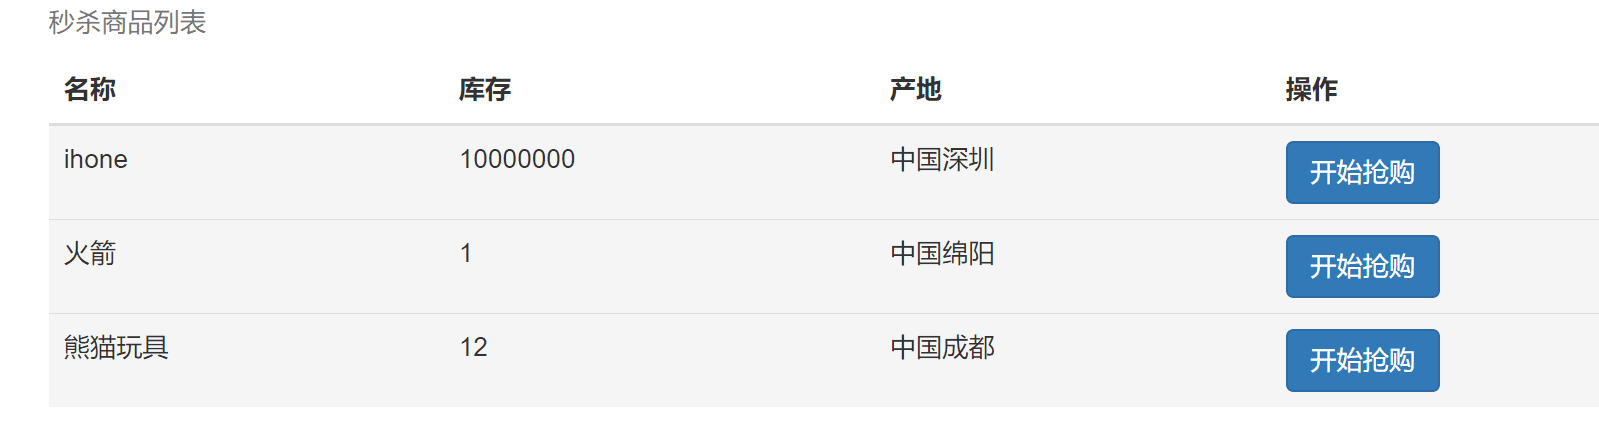 秒杀商品列表
名称 库存 产地 操作
ihone 10000000 中国深圳 开始抢购
火箭 1 中国绵阳 开始抢购
熊猫玩具 12 中国成都 开始抢购